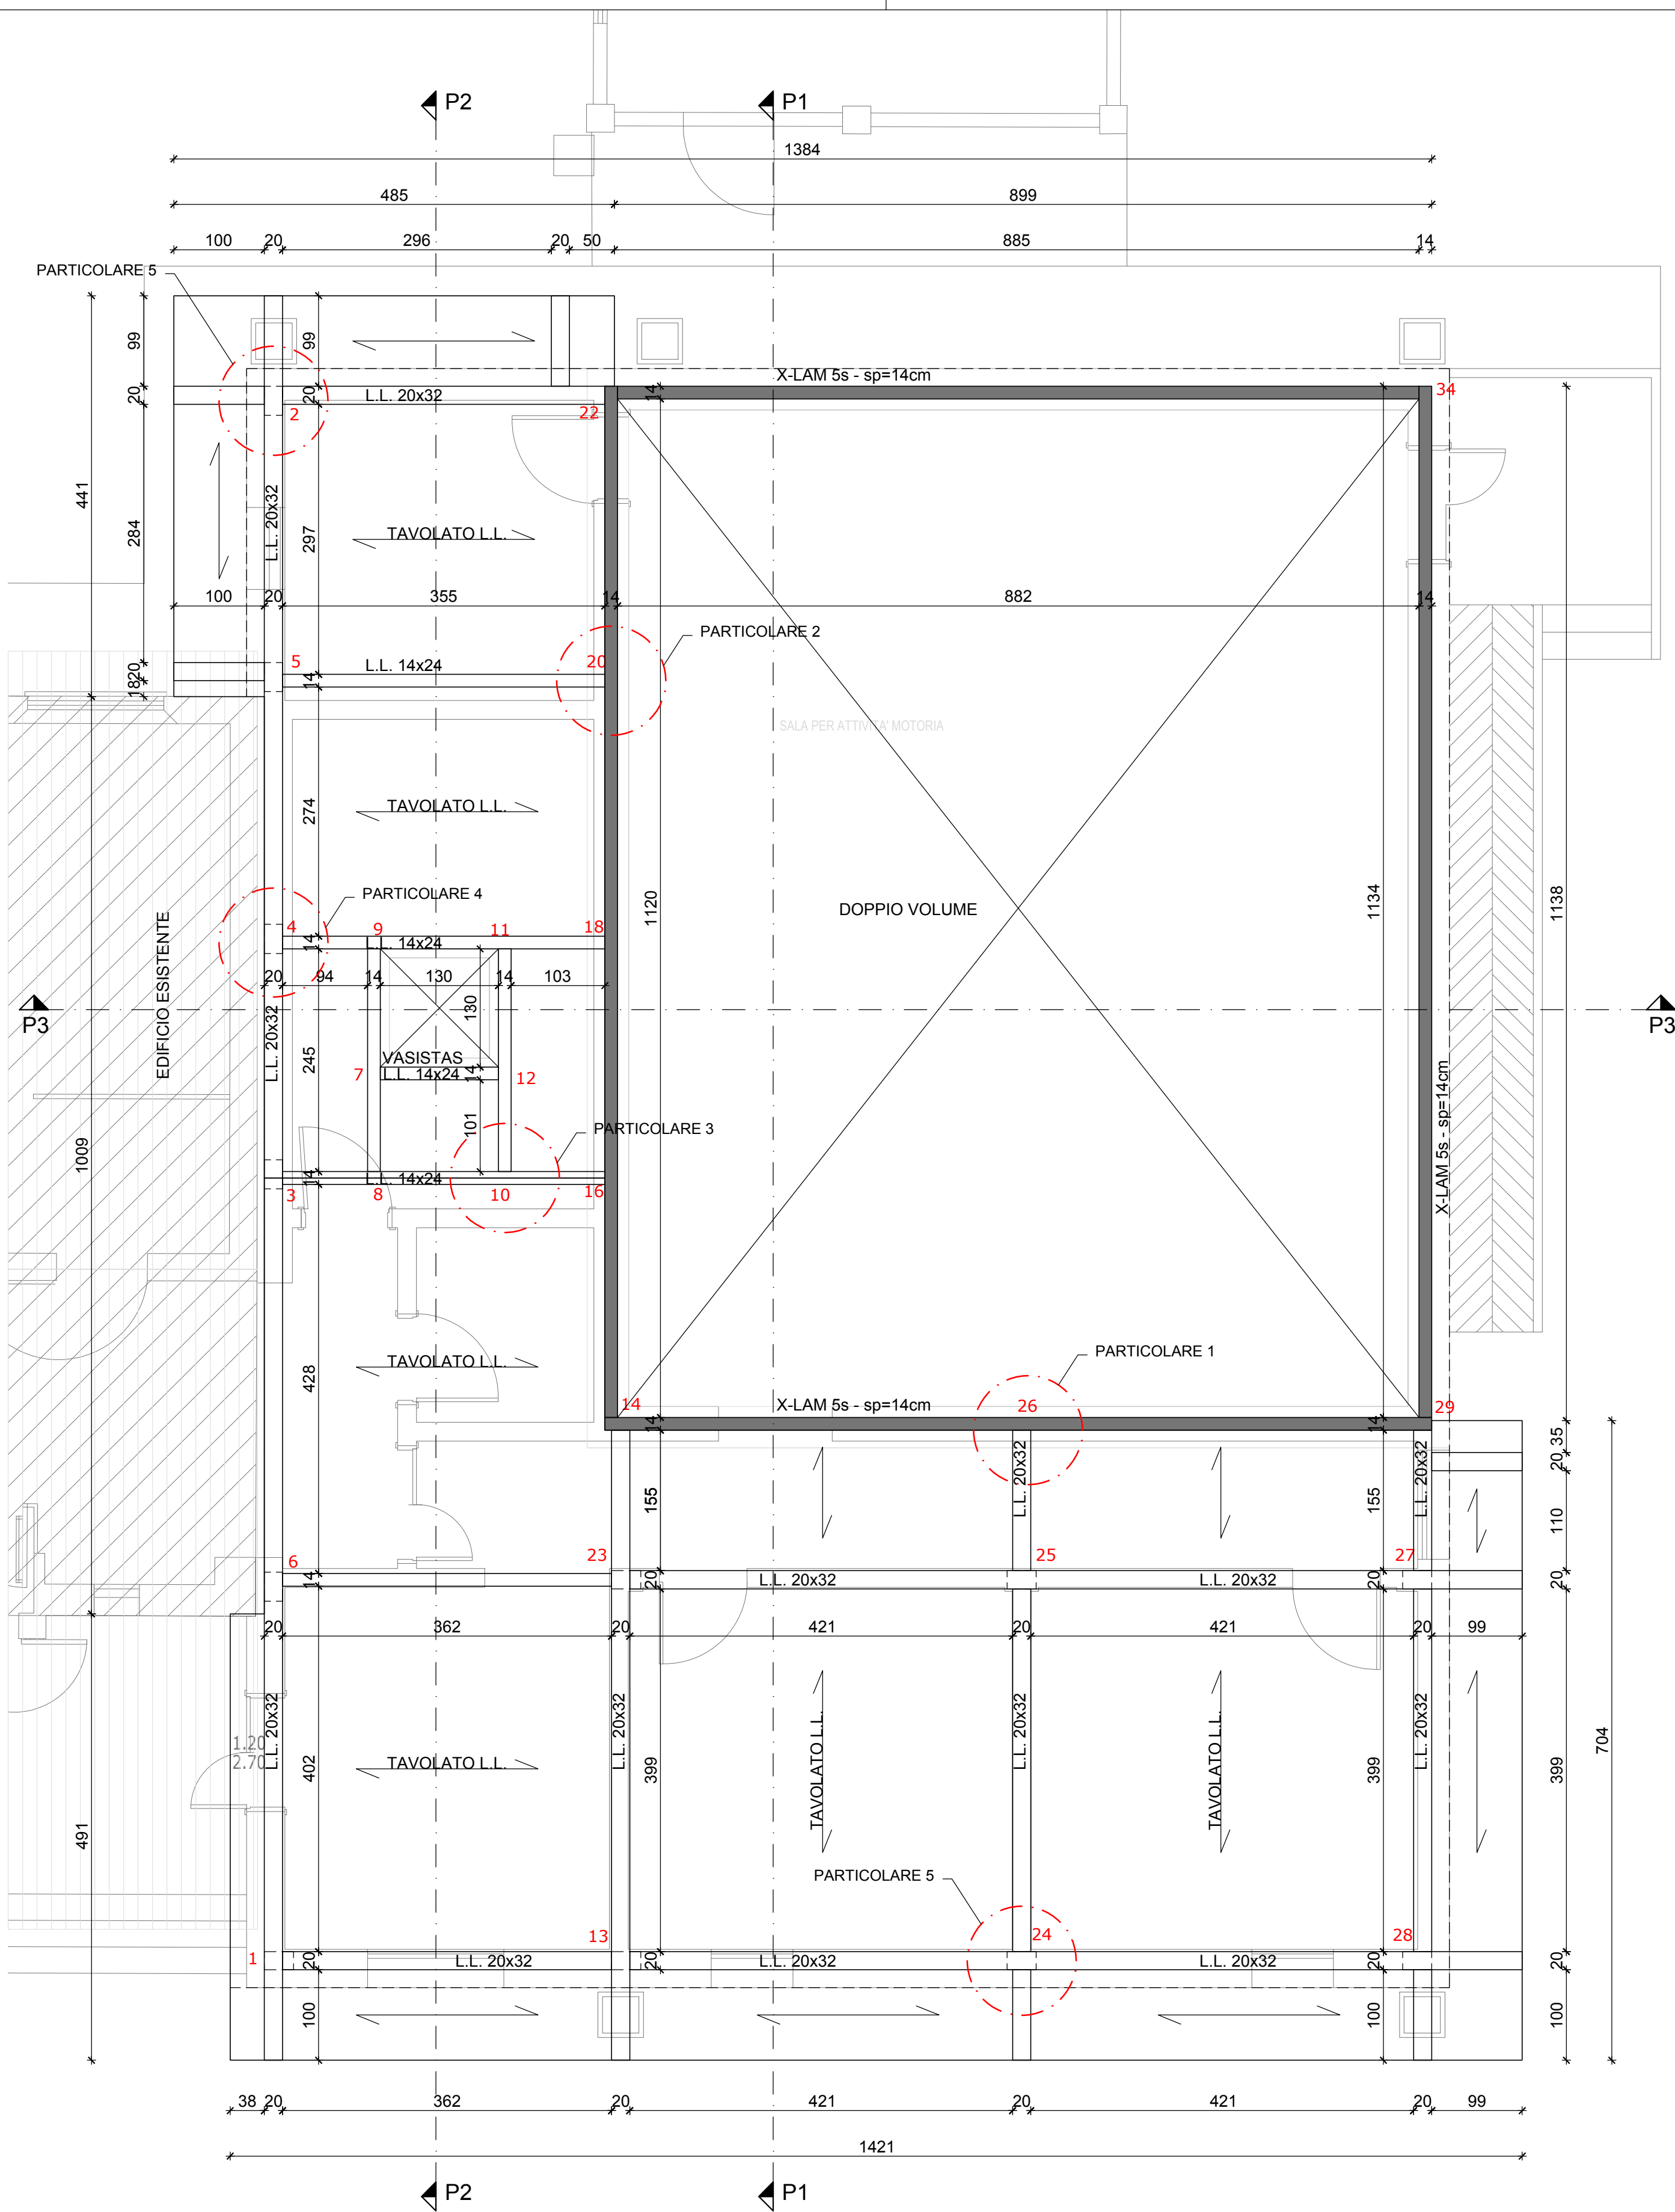 P2
P1
1384
485
899
100
20
296
20
50
885
14
PARTICOLARE 5
99
99
20
20
X-LAM 5s - sp=14cm
14
34
L.L. 20x32
2
22
441
284
L.L. 20x32
297
TAVOLATO L.L.
100
20
355
14
882
14
PARTICOLARE 2
5
L.L. 14x24
20
20
18
14
SALA PER ATTIVITA' MOTORIA
274
TAVOLATO L.L.
PARTICOLARE 4
1120
DOPPIO VOLUME
1134
1138
4
9
11
18
14
L.L. 14x24
EDIFICIO ESISTENTE
20
94
14
130
14
103
P3
130
P3
L.L. 20x32
245
VASISTAS
7
L.L. 14x24
14
12
X-LAM 5s - sp=14cm
101
PARTICOLARE 3
1009
14
L.L. 14x24
3
8
10
16
PARTICOLARE 1
428
TAVOLATO L.L.
14
X-LAM 5s - sp=14cm
26
29
14
14
35
20
L.L. 20x32
L.L. 20x32
155
155
110
6
23
25
27
14
20
L.L. 20x32
L.L. 20x32
20
20
20
362
20
421
20
421
20
99
L.L. 20x32
402
L.L. 20x32
399
TAVOLATO L.L.
L.L. 20x32
TAVOLATO L.L.
399
L.L. 20x32
399
704
1.20
2.70
TAVOLATO L.L.
491
PARTICOLARE 5
1
13
24
28
20
L.L. 20x32
20
L.L. 20x32
L.L. 20x32
20
20
100
100
100
38
20
362
20
421
20
421
20
99
1421
P2
P1